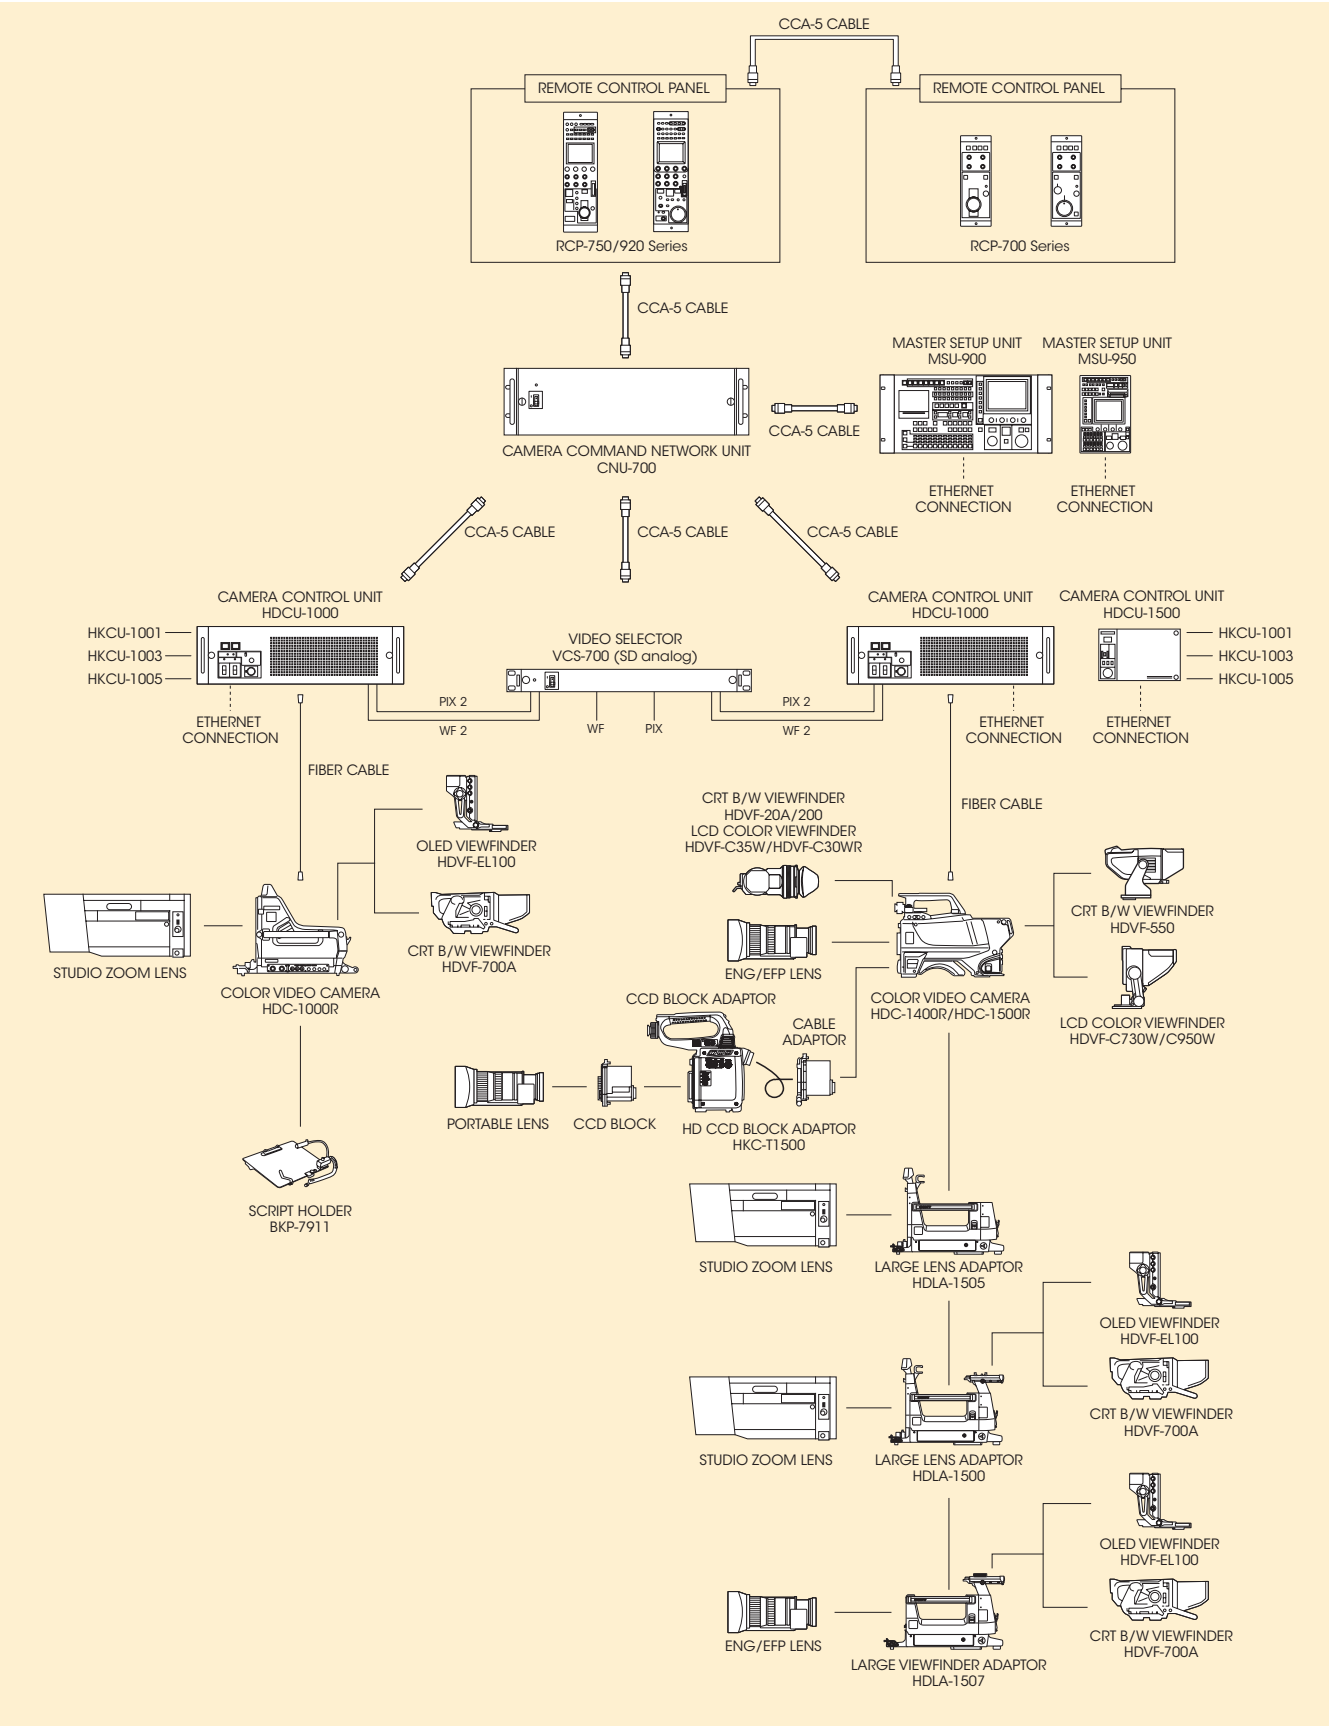 CCA-5 CABLE
REMOTE CONTROL PANEL
REMOTE CONTROL PANEL
RCP-750/920 Series
RCP-700 Series
CCA-5 CABLE
MASTER SETUP UNIT
MSU-900
MASTER SETUP UNIT
MSU-950
CCA-5 CABLE
CAMERA COMMAND NETWORK UNIT
CNU-700
ETHERNET
CONNECTION
ETHERNET
CONNECTION
CCA-5 CABLE
CCA-5 CABLE
CCA-5 CABLE
CAMERA CONTROL UNIT
HDCU-1000
HKCU-1001
HKCU-1003
HKCU-1005
VIDEO SELECTOR
VCS-700 (SD analog)
CAMERA CONTROL UNIT
HDCU-1000
CAMERA CONTROL UNIT
HDCU-1500
HKCU-1001
HKCU-1003
HKCU-1005
ETHERNET
CONNECTION
PIX 2
WF 2
WF
PIX
PIX 2
WF 2
ETHERNET
CONNECTION
ETHERNET
CONNECTION
FIBER CABLE
FIBER CABLE
OLED VIEWFINDER
HDVF-EL100
CRT B/W VIEWFINDER
HDVF-20A/200
LCD COLOR VIEWFINDER
HDVF-C35W/HDVF-C30WR
STUDIO ZOOM LENS
CRT B/W VIEWFINDER
HDVF-700A
COLOR VIDEO CAMERA
HDC-1000R
ENG/EFP LENS
CRT B/W VIEWFINDER
HDVF-550
COLOR VIDEO CAMERA
HDC-1400R/HDC-1500R
LCD COLOR VIEWFINDER
HDVF-C730W/C950W
CCD BLOCK ADAPTOR
CABLE
ADAPTOR
PORTABLE LENS
CCD BLOCK
HD CCD BLOCK ADAPTOR
HKC-T1500
SCRIPT HOLDER
BKP-7911
STUDIO ZOOM LENS
LARGE LENS ADAPTOR
HDLA-1505
OLED VIEWFINDER
HDVF-EL100
CRT B/W VIEWFINDER
HDVF-700A
STUDIO ZOOM LENS
LARGE LENS ADAPTOR
HDLA-1500
OLED VIEWFINDER
HDVF-EL100
CRT B/W VIEWFINDER
HDVF-700A
ENG/EFP LENS
LARGE VIEWFINDER ADAPTOR
HDLA-1507